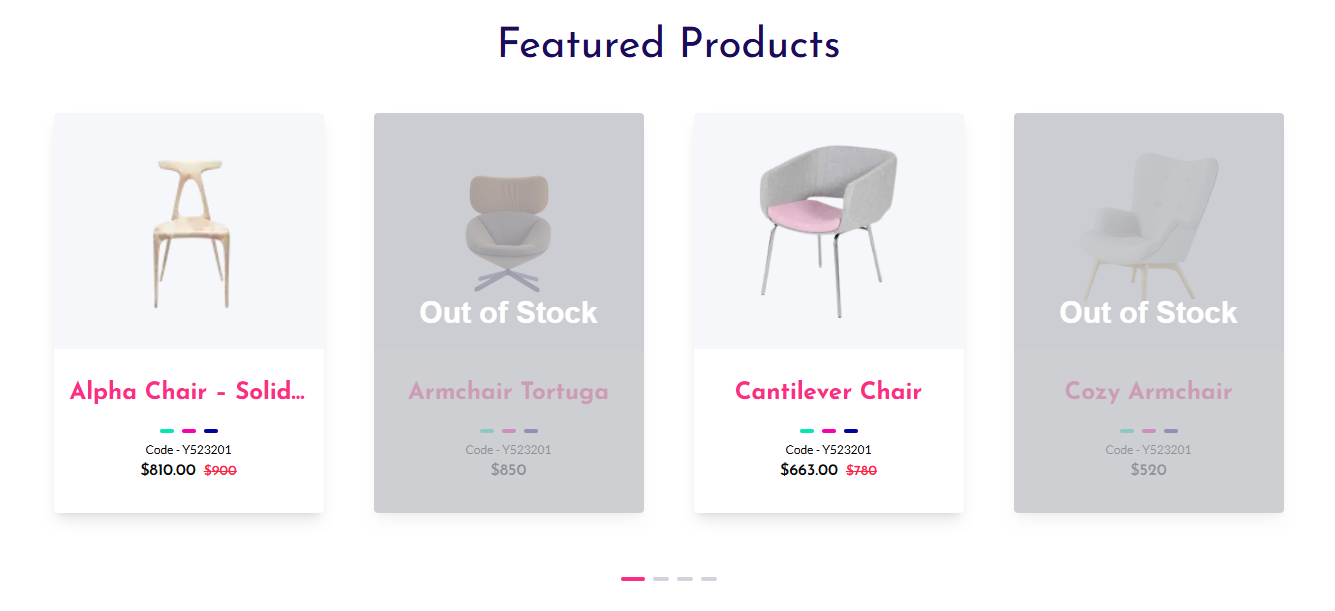 Featured Products
Out of Stock
Out of Stock
Alpha Chair – Solid...
Armchair Tortuga
Cantilever Chair
Cozy Armchair
Code - Y523201
Code - Y523201
Code - Y523201
Code - Y523201
$810.00 $900
$850
$663.00 $780
$520